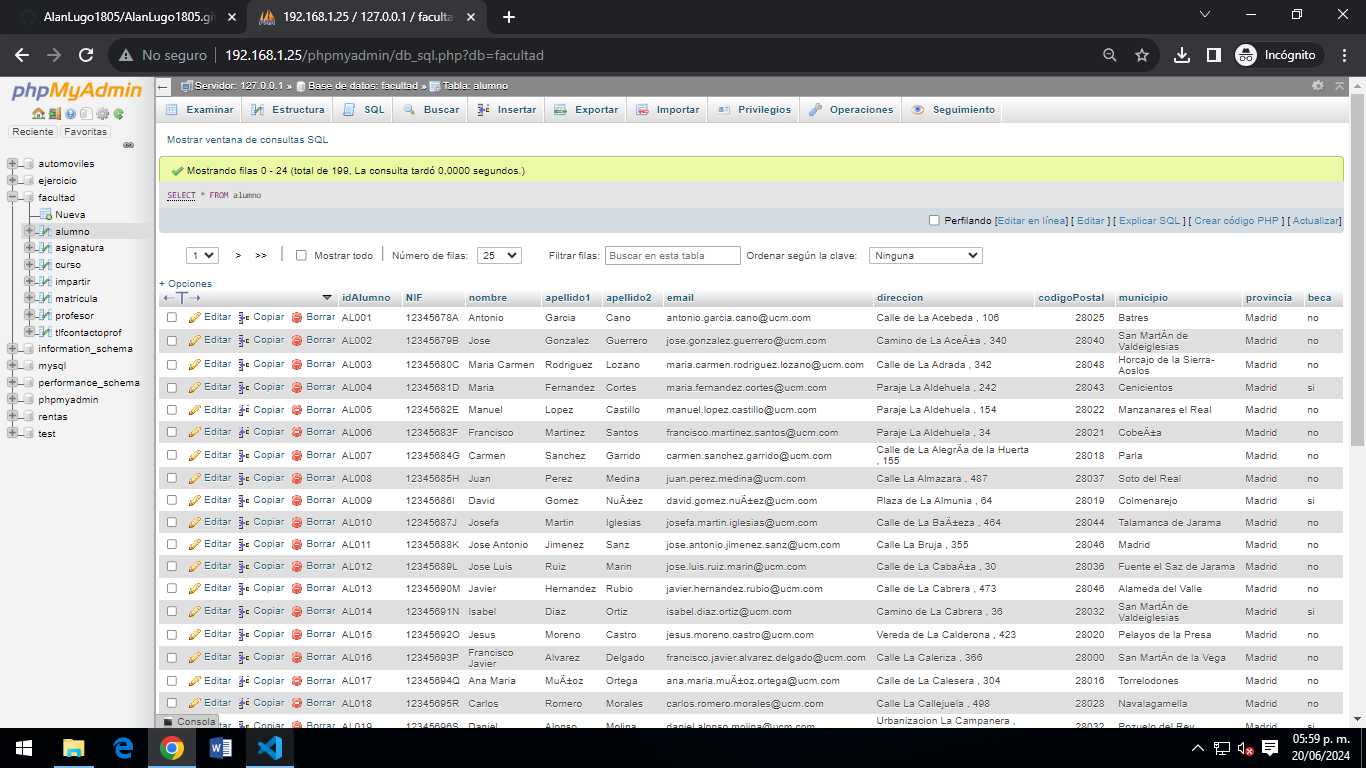 AlanLugo1805/AlanLugo1805.gi
192.168.1.25 / 127.0.0.1 / faculta
No seguro
192.168.1.25/phpmyadmin/db_sql.php?db=facultad
Incógnito
phpMyAdmin
Reciente Favoritas
automoviles
ejercicio
facultad
Nueva
alumno
asignatura
curso
impartir
matricula
profesor
tlfcontactoprof
information_schema
mysql
performance_schema
phpmyadmin
rentas
test
Servidor: 127.0.0.1 » Base de datos: facultad » Tabla: alumno
Examinar Estructura SQL Buscar Insertar Exportar Importar Privilegios Operaciones Seguimiento
Mostrar ventana de consultas SQL
Mostrando filas 0 - 24 (total de 199, La consulta tardó 0,0000 segundos.)
SELECT * FROM alumno
Perfilando [Editar en línea] [ Editar ] [ Explicar SQL ] [ Crear código PHP ] [ Actualizar]
1 > >> Mostrar todo Número de filas: 25 Filtrar filas: Buscar en esta tabla Ordenar según la clave: Ninguna
+ Opciones
←T→ idAlumno NIF nombre apellido1 apellido2 email direccion codigoPostal municipio provincia beca
Editar Copiar Borrar AL001 12345678A Antonio Garcia Cano antonio.garcia.cano@ucm.com Calle de La Acebeda , 106 28025 Batres Madrid no
Editar Copiar Borrar AL002 12345679B Jose Gonzalez Guerrero jose.gonzalez.guerrero@ucm.com Camino de La AceÃ±a , 340 28040 San MartÃ­n de Valdeiglesias Madrid no
Editar Copiar Borrar AL003 12345680C Maria Carmen Rodriguez Lozano maria.carmen.rodriguez.lozano@ucm.com Calle de La Adrada , 342 28048 Horcajo de la Sierra-Aoslos Madrid no
Editar Copiar Borrar AL004 12345681D Maria Fernandez Cortes maria.fernandez.cortes@ucm.com Paraje La Aldehuela , 242 28043 Cenicientos Madrid si
Editar Copiar Borrar AL005 12345682E Manuel Lopez Castillo manuel.lopez.castillo@ucm.com Paraje La Aldehuela , 154 28022 Manzanares el Real Madrid no
Editar Copiar Borrar AL006 12345683F Francisco Martinez Santos francisco.martinez.santos@ucm.com Paraje La Aldehuela , 34 28021 CobeÃ±a Madrid no
Editar Copiar Borrar AL007 12345684G Carmen Sanchez Garrido carmen.sanchez.garrido@ucm.com Calle de La AlegrÃ­a de la Huerta , 155 28018 Parla Madrid no
Editar Copiar Borrar AL008 12345685H Juan Perez Medina juan.perez.medina@ucm.com Calle La Almazara , 487 28037 Soto del Real Madrid no
Editar Copiar Borrar AL009 12345686I David Gomez NuÃ±ez david.gomez.nuÃ±ez@ucm.com Plaza de La Almunia , 64 28019 Colmenarejo Madrid si
Editar Copiar Borrar AL010 12345687J Josefa Martin Iglesias josefa.martin.iglesias@ucm.com Calle de La BaÃ±eza , 464 28044 Talamanca de Jarama Madrid no
Editar Copiar Borrar AL011 12345688K Jose Antonio Jimenez Sanz jose.antonio.jimenez.sanz@ucm.com Calle La Bruja , 355 28046 Madrid Madrid no
Editar Copiar Borrar AL012 12345689L Jose Luis Ruiz Marin jose.luis.ruiz.marin@ucm.com Calle de La CabaÃ±a , 30 28036 Fuente el Saz de Jarama Madrid no
Editar Copiar Borrar AL013 12345690M Javier Hernandez Rubio javier.hernandez.rubio@ucm.com Calle de La Cabrera , 473 28046 Alameda del Valle Madrid no
Editar Copiar Borrar AL014 12345691N Isabel Diaz Ortiz isabel.diaz.ortiz@ucm.com Camino de La Cabrera , 36 28032 San MartÃ­n de Valdeiglesias Madrid si
Editar Copiar Borrar AL015 12345692O Jesus Moreno Castro jesus.moreno.castro@ucm.com Vereda de La Calderona , 423 28020 Pelayos de la Presa Madrid no
Editar Copiar Borrar AL016 12345693P Francisco Javier Alvarez Delgado francisco.javier.alvarez.delgado@ucm.com Calle La Caleriza , 366 28000 San MartÃ­n de la Vega Madrid no
Editar Copiar Borrar AL017 12345694Q Ana Maria MuÃ±oz Ortega ana.maria.muÃ±oz.ortega@ucm.com Calle de La Calesera , 304 28016 Torrelodones Madrid no
Editar Copiar Borrar AL018 12345695R Carlos Romero Morales carlos.romero.morales@ucm.com Calle La Callejuela , 498 28028 Navalagamella Madrid no
Editar Copiar Borrar AL019 12345696S Daniel Alonso Molina daniel.alonso.molina@ucm.com Urbanizacion La Campanera , 28032 Pozuelo del Rey Madrid si
Consola
05:59 p. m.
20/06/2024